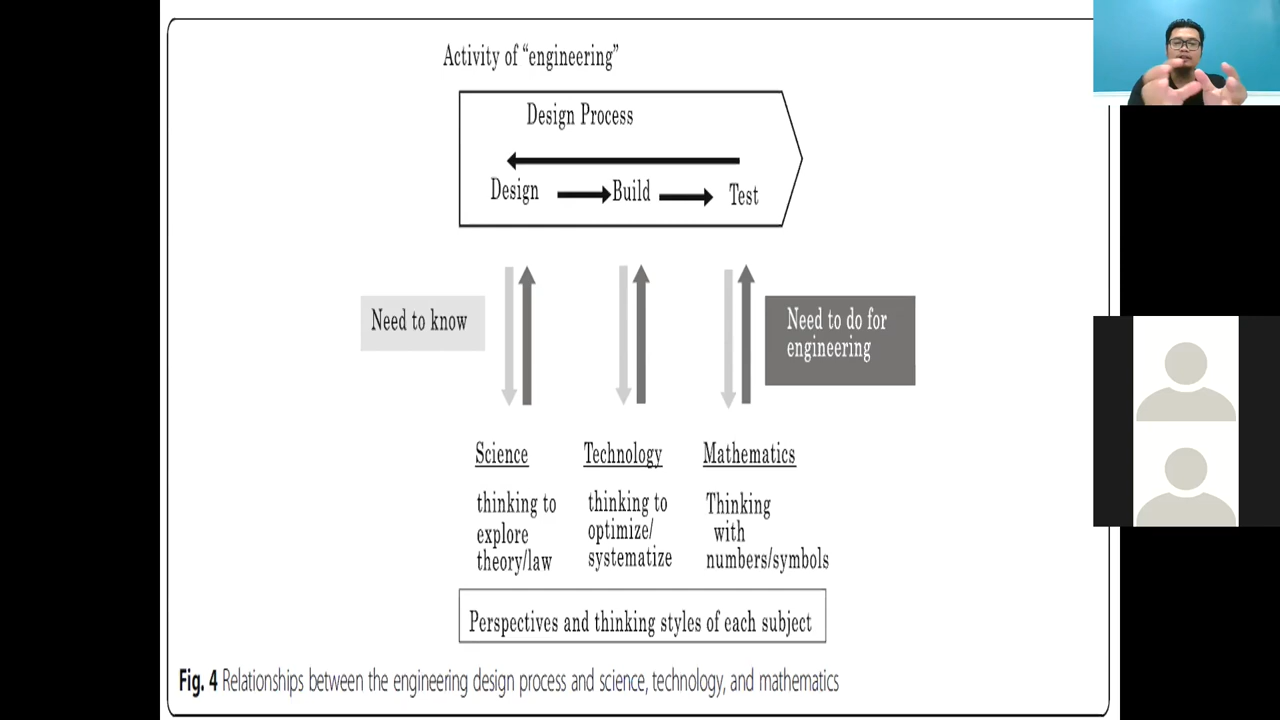 Activity of “engineering”
Design Process
Design Build Test
Need to know
Need to do for
engineering
Science
thinking to
explore
theory/law
Technology
thinking to
optimize/
systematize
Mathematics
Thinking
with
numbers/symbols
Perspectives and thinking styles of each subject
Fig. 4 Relationships between the engineering design process and science, technology, and mathematics